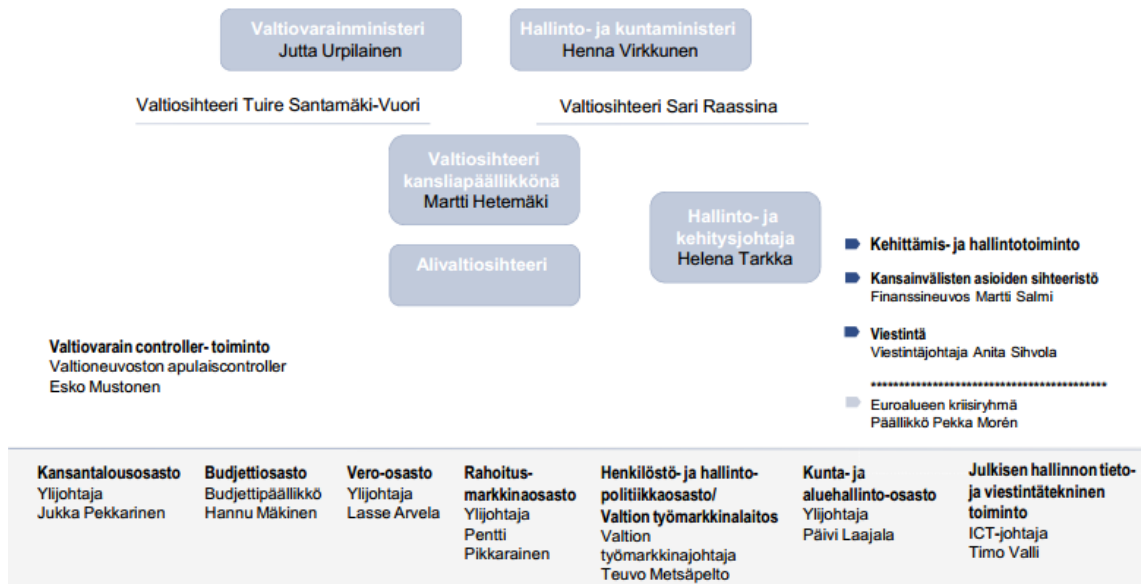 Valtiovarainministeri
Jutta Urpilainen
Hallinto- ja kuntaministeri
Henna Virkkunen
Valtiosihteeri Tuire Santamäki-Vuori
Valtiosihteeri Sari Raassina
Valtiosihteeri
kansliapäällikkönä
Martti Hetemäki
Hallinto- ja
kehitysjohtaja
Helena Tarkka
Alivaltiosihteeri
Kehittämis- ja hallintotoiminto
Kansainvälisten asioiden sihteeristö
Finanssineuvos Martti Salmi
Viestintä
Viestintäjohtaja Anita Sihvola
*******************************************
Euroalueen kriisiryhmä
Päällikkö Pekka Morén
Valtiovarain controller- toiminto
Valtioneuvoston apulaiscontroller
Esko Mustonen
Kansantalousosasto
Ylijohtaja
Jukka Pekkarinen
Budjettiosasto
Budjettipäällikkö
Hannu Mäkinen
Vero-osasto
Ylijohtaja
Lasse Arvela
Rahoitus-
markkinaosasto
Ylijohtaja
Pentti
Pikkarainen
Henkilöstö- ja hallinto-
politiikkaosasto/
Valtion työmarkkinalaitos
Valtion
työmarkkinajohtaja
Teuvo Metsäpelto
Kunta- ja
aluehallinto-osasto
Ylijohtaja
Päivi Laajala
Julkisen hallinnon tieto-
ja viestintätekninen
toiminto
ICT-johtaja
Timo Valli